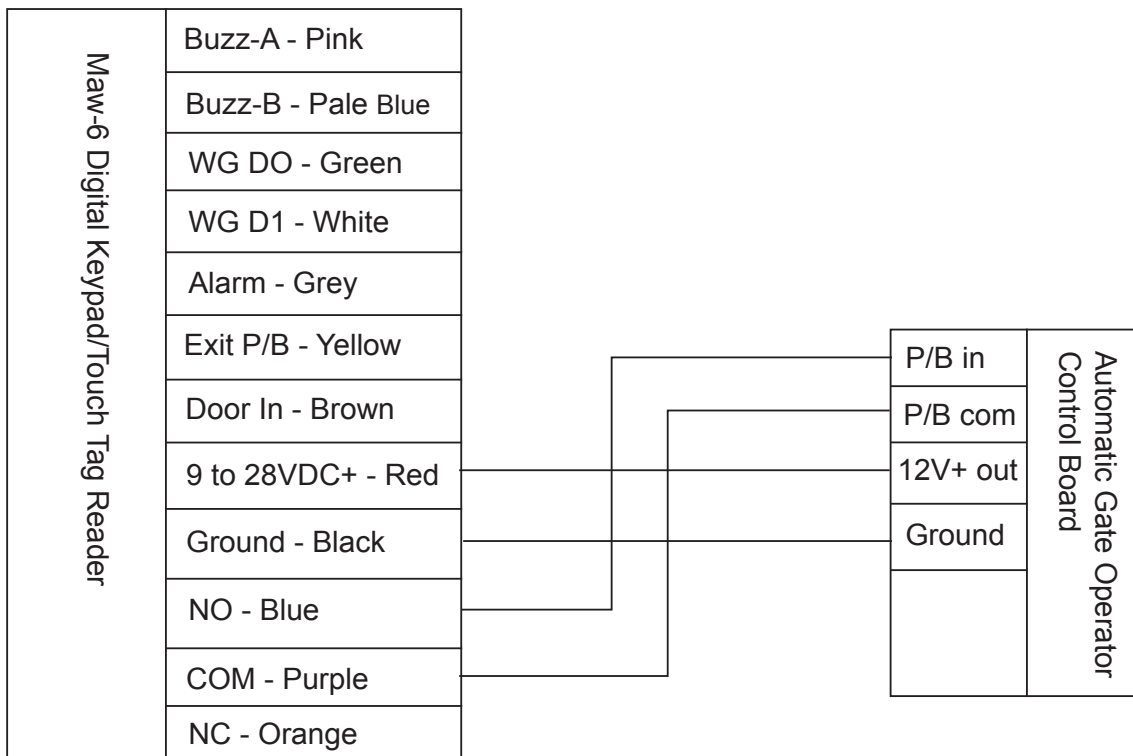 Maw-6 Digital Keypad/Touch Tag Reader
Buzz-A - Pink
Buzz-B - Pale Blue
WG DO - Green
WG D1 - White
Alarm - Grey
Exit P/B - Yellow
Door In - Brown
9 to 28VDC+ - Red
Ground - Black
NO - Blue
COM - Purple
NC - Orange
P/B in
P/B com
12V+ out
Ground
Automatic Gate Operator
Control Board